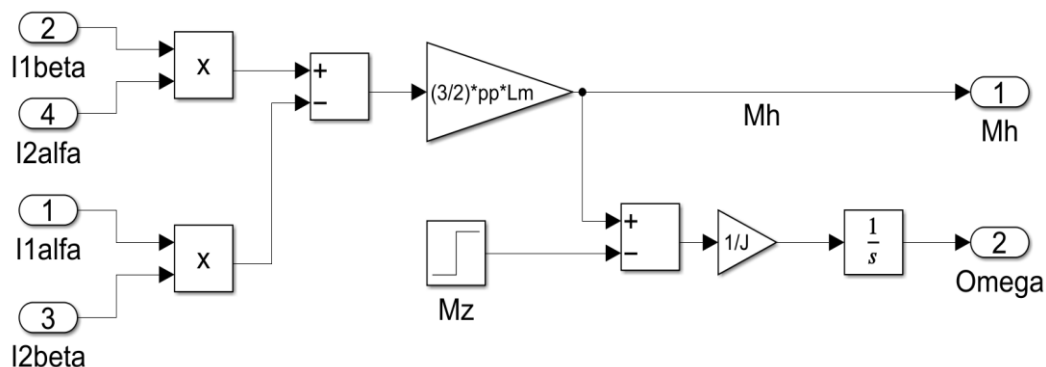 2
I1beta
4
I2alfa
x
+
−
(3/2)*pp*Lm
Mh
1
Mh
1
I1alfa
3
I2beta
x
Mz
+
−
1/J
1
s
2
Omega